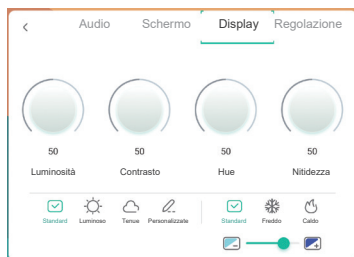 Audio Schermo Display Regolazione
50 50 50 50
Luminosità Contrasto Hue Nitidezza
Standard Luminoso Tenue Personalizzate Standard Freddo Caldo